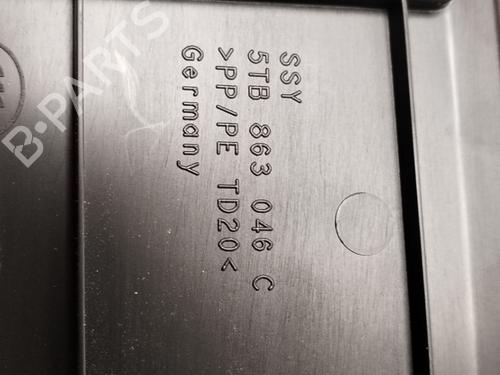 SSY
5TB 863 046 C
>PP/PE TD20<
Germany
B-PARTS